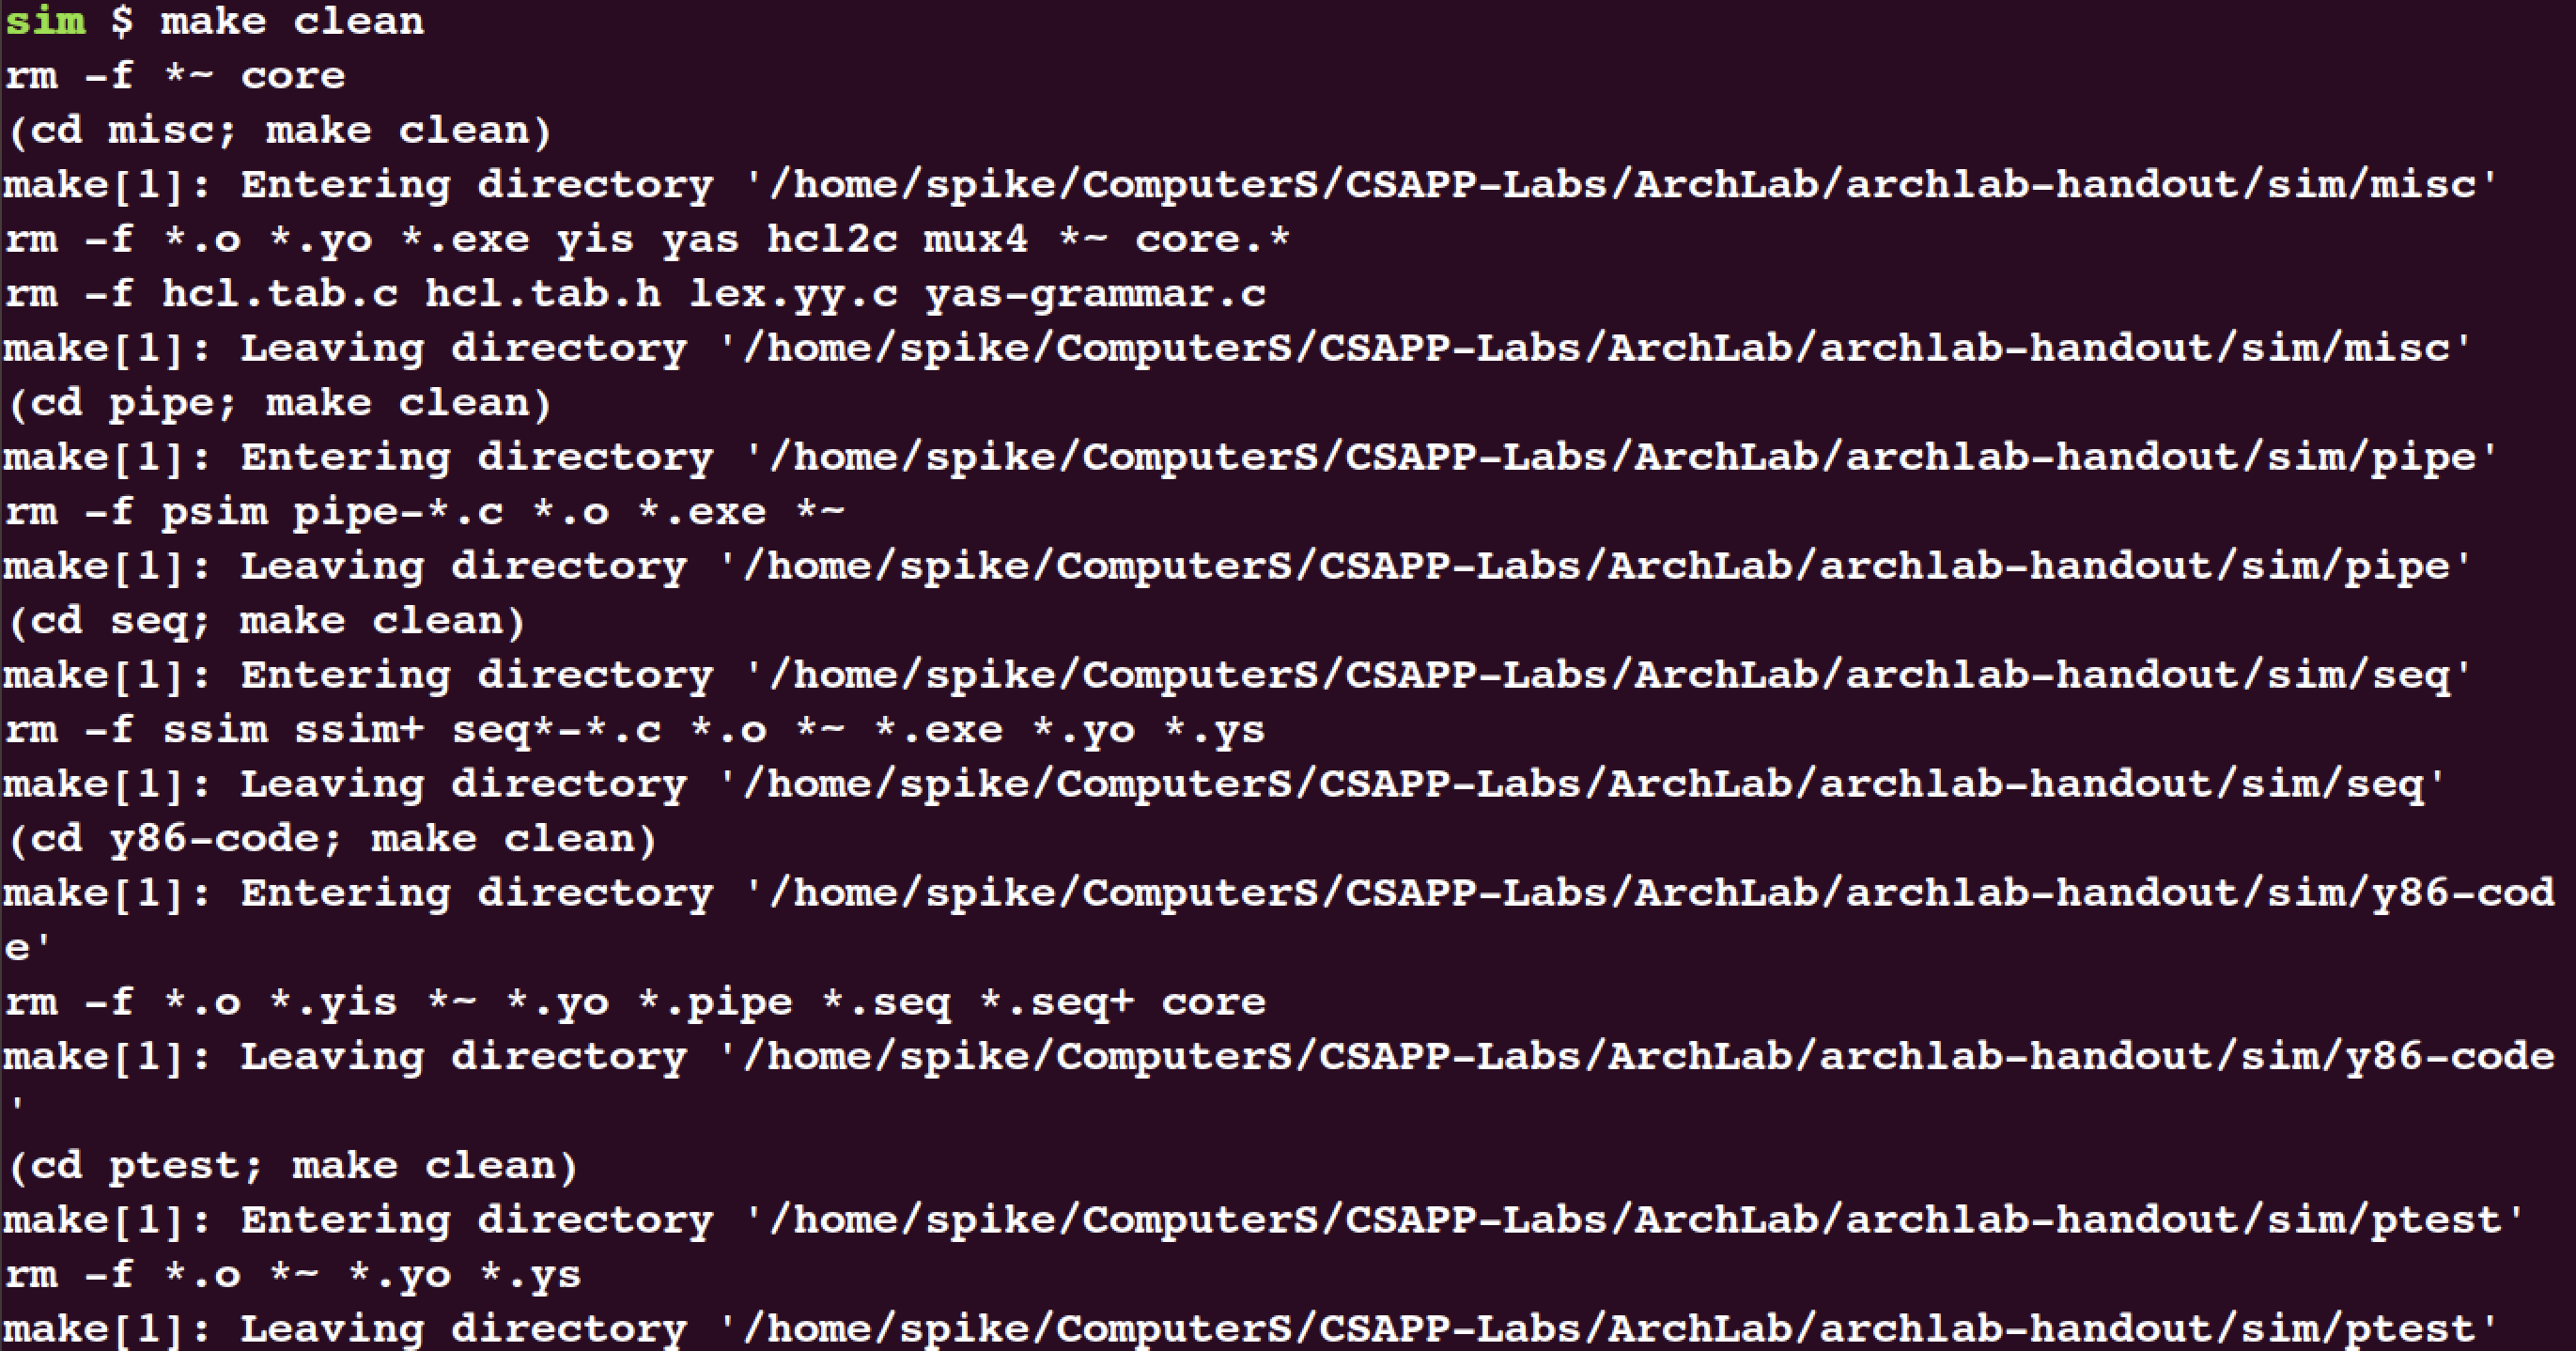 sim $ make clean
rm -f *~ core
(cd misc; make clean)
make[1]: Entering directory '/home/spike/ComputerS/CSAPP-Labs/ArchLab/archlab-handout/sim/misc'
rm -f *.o *.yo *.exe yis yas hcl2c mux4 *~ core.*
rm -f hcl.tab.c hcl.tab.h lex.yy.c yas-grammar.c
make[1]: Leaving directory '/home/spike/ComputerS/CSAPP-Labs/ArchLab/archlab-handout/sim/misc'
(cd pipe; make clean)
make[1]: Entering directory '/home/spike/ComputerS/CSAPP-Labs/ArchLab/archlab-handout/sim/pipe'
rm -f psim pipe-*.c *.o *.exe *~
make[1]: Leaving directory '/home/spike/ComputerS/CSAPP-Labs/ArchLab/archlab-handout/sim/pipe'
(cd seq; make clean)
make[1]: Entering directory '/home/spike/ComputerS/CSAPP-Labs/ArchLab/archlab-handout/sim/seq'
rm -f ssim ssim+ seq*-*.c *.o *~ *.exe *.yo *.ys
make[1]: Leaving directory '/home/spike/ComputerS/CSAPP-Labs/ArchLab/archlab-handout/sim/seq'
(cd y86-code; make clean)
make[1]: Entering directory '/home/spike/ComputerS/CSAPP-Labs/ArchLab/archlab-handout/sim/y86-cod
e'
rm -f *.o *.yis *~ *.yo *.pipe *.seq *.seq+ core
make[1]: Leaving directory '/home/spike/ComputerS/CSAPP-Labs/ArchLab/archlab-handout/sim/y86-code
'
(cd ptest; make clean)
make[1]: Entering directory '/home/spike/ComputerS/CSAPP-Labs/ArchLab/archlab-handout/sim/ptest'
rm -f *.o *~ *.yo *.ys
make[1]: Leaving directory '/home/spike/ComputerS/CSAPP-Labs/ArchLab/archlab-handout/sim/ptest'